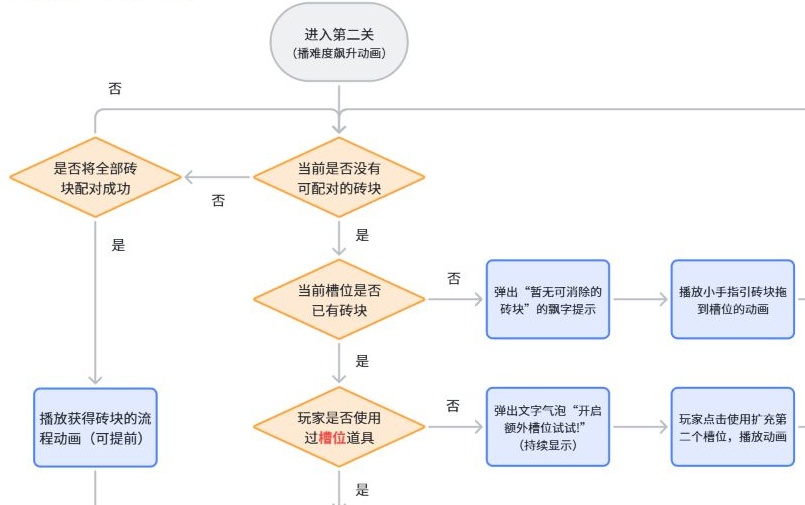 进入第二关
（播难度飙升动画）
否
是否将全部砖
块配对成功
当前是否没有
可配对的砖块
否
是
是
当前槽位是否
已有砖块
否
弹出“暂无可消除的
砖块”的飘字提示
播放小手指引砖块拖
到槽位的动画
是
播放获得砖块的流
程动画（可提前）
玩家是否使用
过槽位道具
否
弹出文字气泡“开启
额外槽位试试!”
（持续显示）
玩家点击使用扩充第
二个槽位，播放动画
是